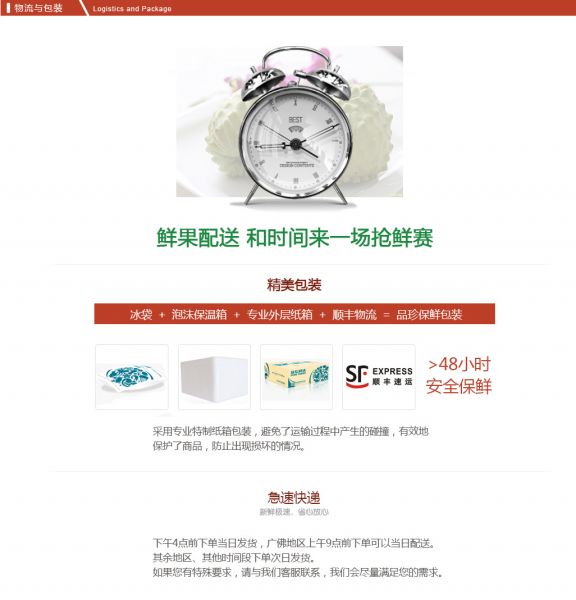 物流与包装
Logistics and Package
BEST
DESIGN CONTENTS
鲜果配送 和时间来一场抢鲜赛
精美包装
冰袋 + 泡沫保温箱 + 专业外层纸箱 + 顺丰物流 = 品珍保鲜包装
SF EXPRESS
顺丰速运
>48小时
安全保鲜
采用专业特制纸箱包装，避免了运输过程中产生的碰撞，有效地
保护了商品，防止出现损坏的情况。
急速快递
新鲜极速、省心放心
下午4点前下单当日发货，广佛地区上午9点前下单可以当日配送。
其余地区、其他时间段下单次日发货。
如果您有特殊要求，请与我们客服联系，我们会尽量满足您的需求。